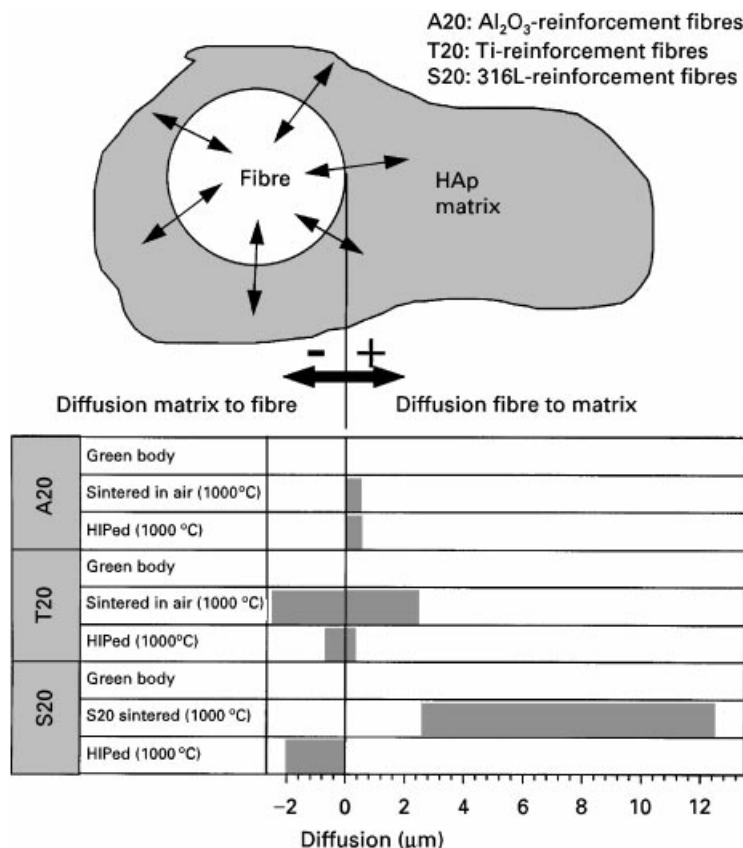 A20: Al₂O₃-reinforcement fibres
T20: Ti-reinforcement fibres
S20: 316L-reinforcement fibres
Fibre
HAp
matrix
- +
Diffusion matrix to fibre Diffusion fibre to matrix
A20
Green body
Sintered in air (1000°C)
HIPed (1000 °C)
T20
Green body
Sintered in air (1000 °C)
HIPed (1000°C)
S20
Green body
S20 sintered (1000 °C)
HIPed (1000 °C)
−2 0 2 4 6 8 10 12
Diffusion (μm)